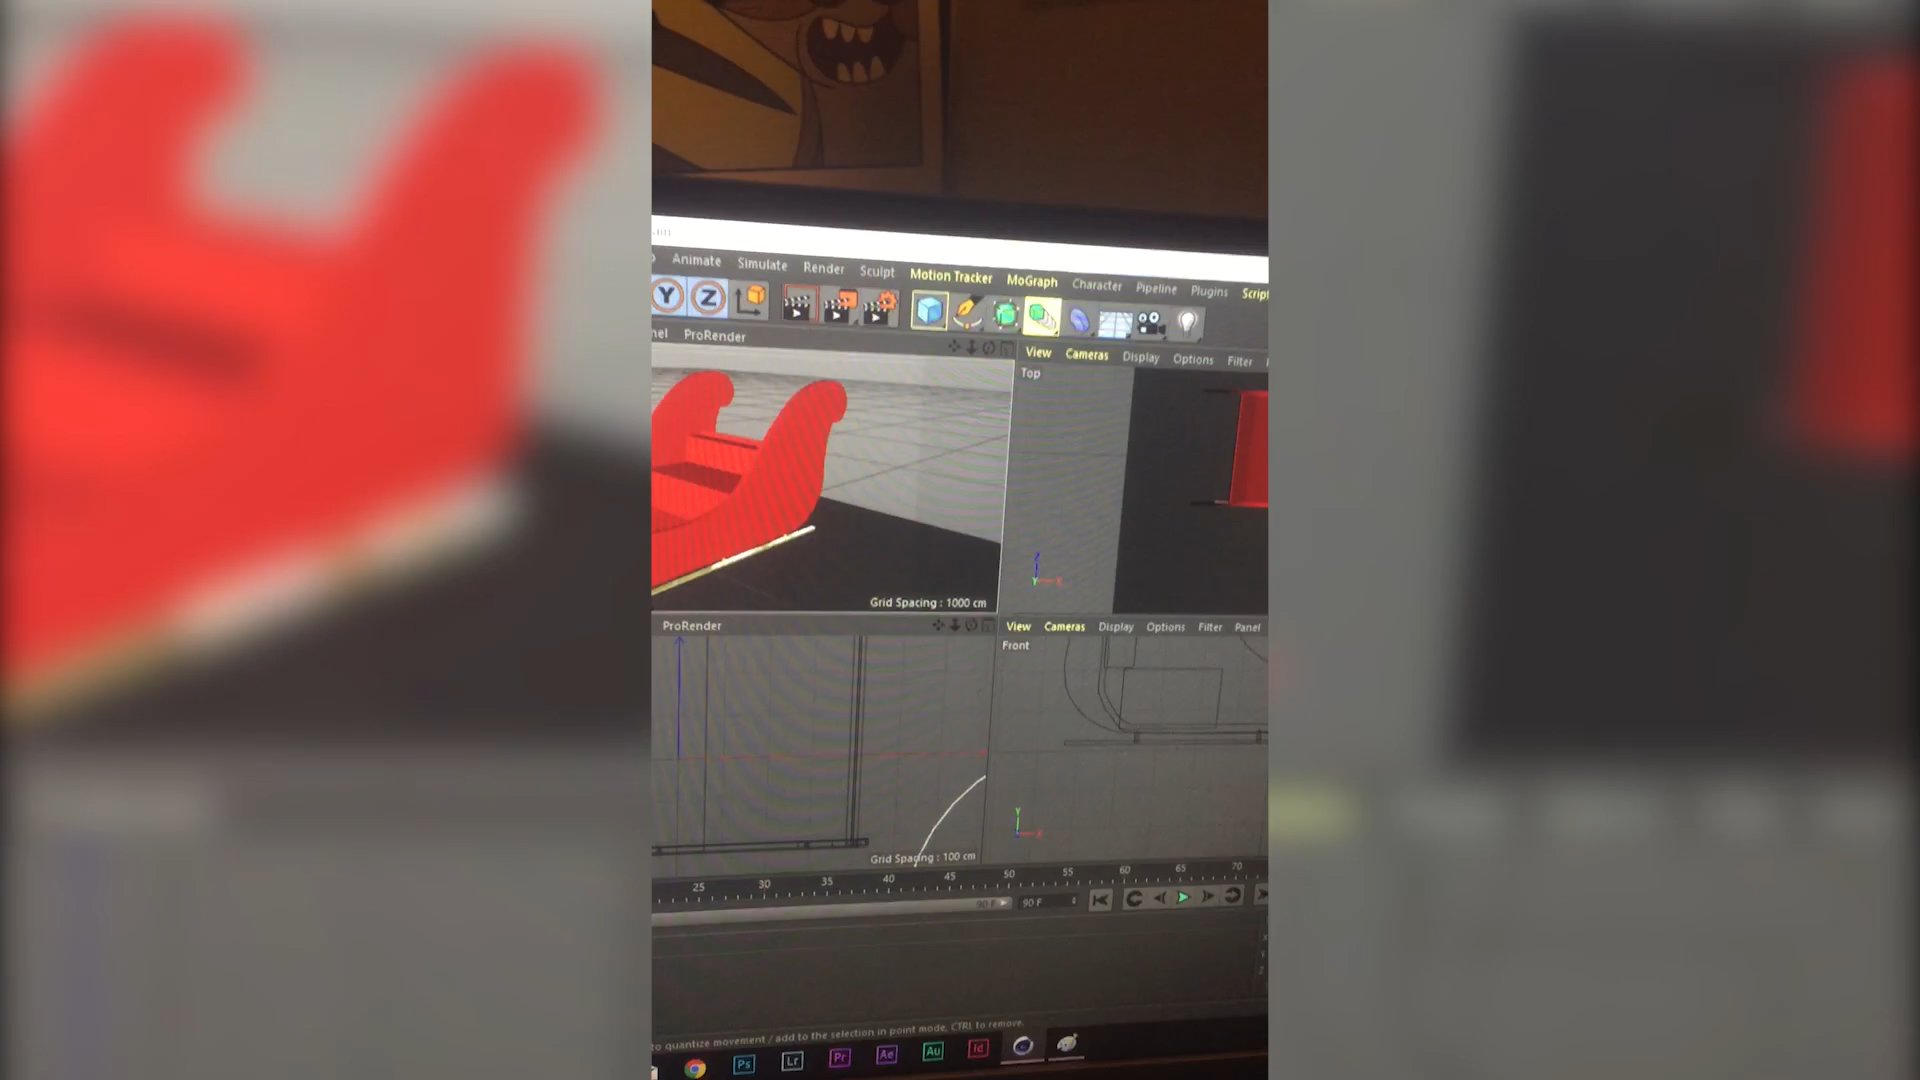 Animate Simulate Render Sculpt Motion Tracker MoGraph Character Pipeline Plugins Script
Y Z
ProRender
View Cameras Display Options Filter
Top
Z Y X
Grid Spacing : 1000 cm
ProRender
View Cameras Display Options Filter Panel
Front
Y X
Grid Spacing : 100 cm
25 30 35 40 45 50 55 60 65 70
90 F 90 F
to quantize movement / add to the selection in point mode, CTRL to remove.
Ps Lr Pr Ae Au Id